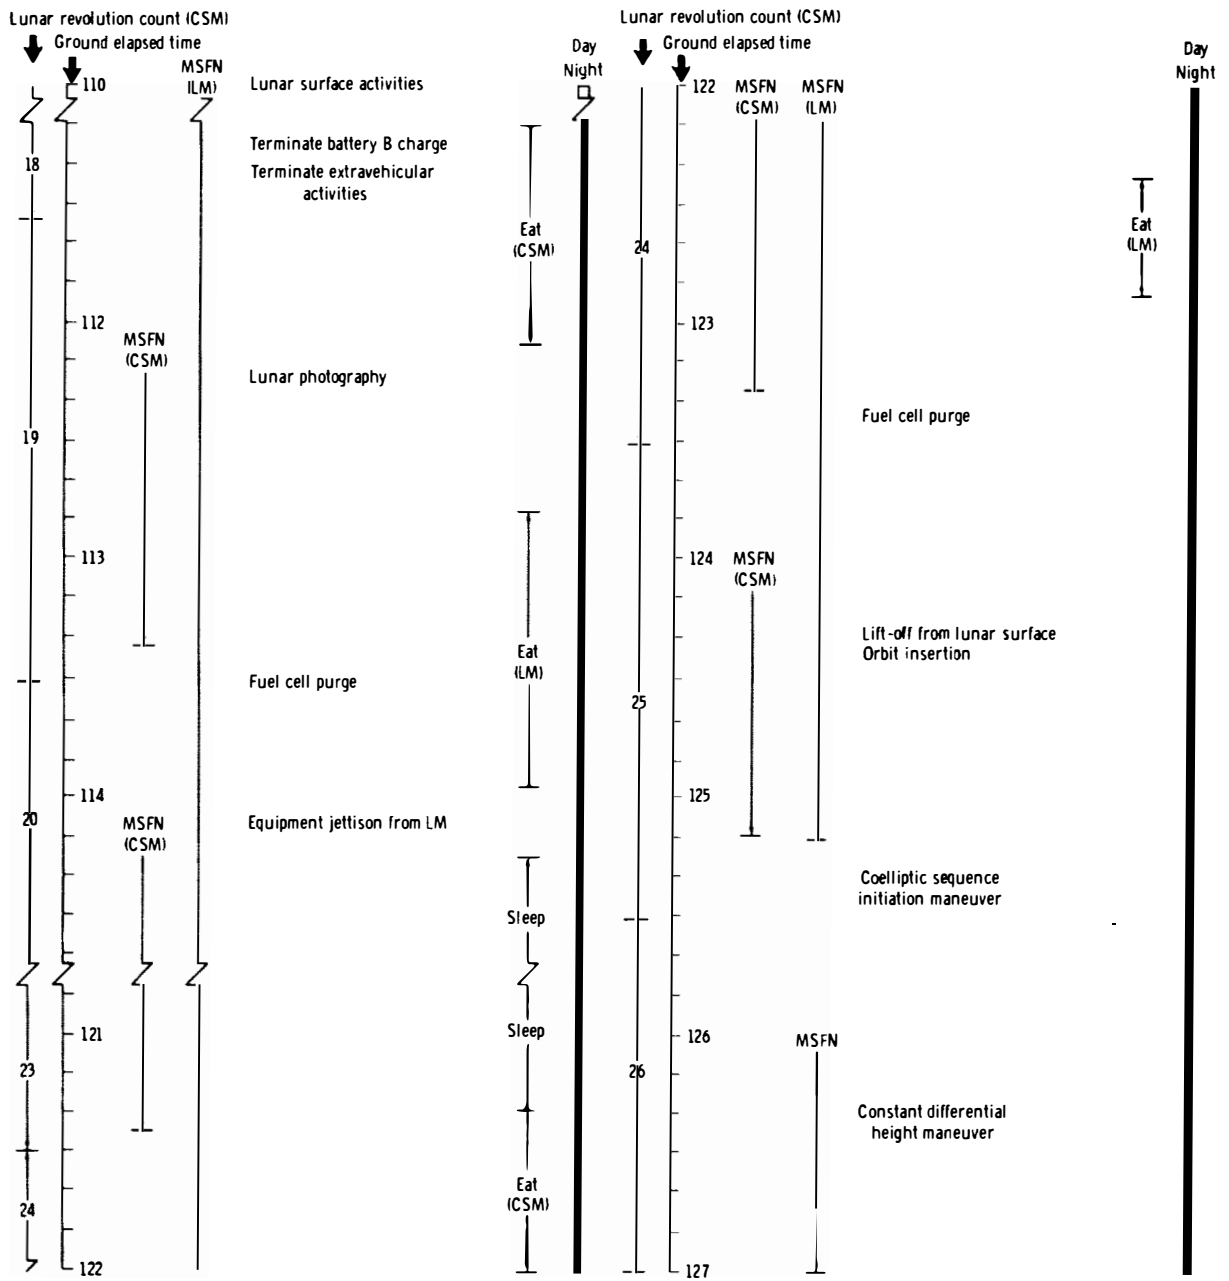 Lunar revolution count (CSM)
Ground elapsed time
MSFN
(LM)
110
Lunar surface activities
Day
Night
Terminate battery B charge
18
Terminate extravehicular
activities
Eat
(CSM)
112
MSFN
(CSM)
Lunar photography
19
113
Eat
(LM)
Fuel cell purge
114
20
MSFN
(CSM)
Equipment jettison from LM
Sleep
121
Sleep
23
Eat
(CSM)
24
122
Lunar revolution count (CSM)
Ground elapsed time
Day
Night
122
MSFN
(CSM)
MSFN
(LM)
Eat
(LM)
24
123
Fuel cell purge
124
MSFN
(CSM)
Lift-off from lunar surface
Orbit insertion
25
125
Coelliptic sequence
initiation maneuver
126
MSFN
26
Constant differential
height maneuver
127